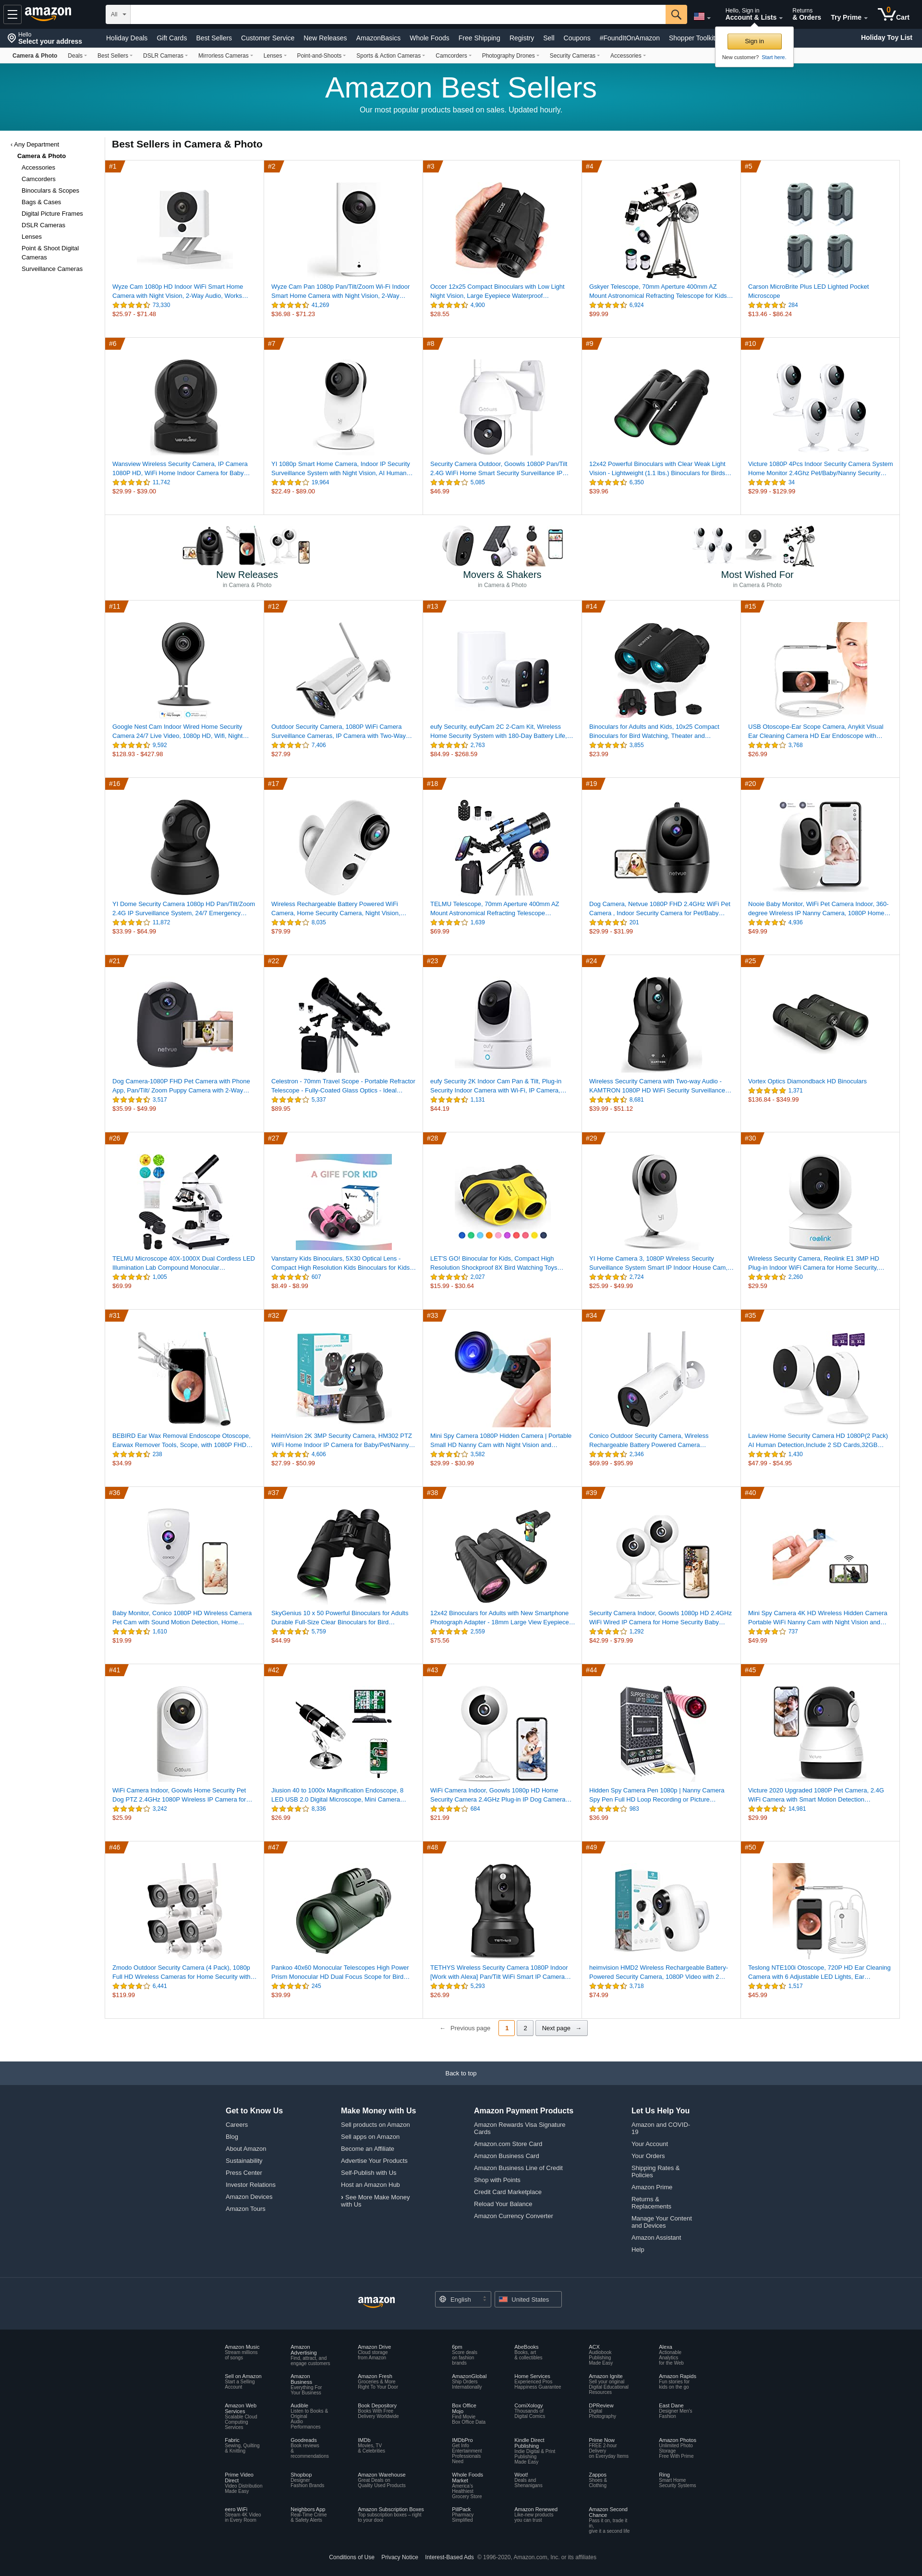 amazon
All
Hello, Sign in
Account & Lists
Returns
& Orders
Try Prime
0
Cart
Hello
Select your address
Holiday Deals Gift Cards Best Sellers Customer Service New Releases AmazonBasics Whole Foods Free Shipping Registry Sell Coupons #FoundItOnAmazon Shopper Toolkit
Holiday Toy List
Sign in
New customer? Start here.
Camera & Photo Deals Best Sellers DSLR Cameras Mirrorless Cameras Lenses Point-and-Shoots Sports & Action Cameras Camcorders Photography Drones Security Cameras Accessories
Amazon Best Sellers
Our most popular products based on sales. Updated hourly.
‹ Any Department
Camera & Photo
Accessories
Camcorders
Binoculars & Scopes
Bags & Cases
Digital Picture Frames
DSLR Cameras
Lenses
Point & Shoot Digital
Cameras
Surveillance Cameras
Best Sellers in Camera & Photo
#1
Wyze Cam 1080p HD Indoor WiFi Smart Home
Camera with Night Vision, 2-Way Audio, Works…
73,330
$25.97 - $71.48
#2
Wyze Cam Pan 1080p Pan/Tilt/Zoom Wi-Fi Indoor
Smart Home Camera with Night Vision, 2-Way…
41,269
$36.98 - $71.23
#3
Occer 12x25 Compact Binoculars with Low Light
Night Vision, Large Eyepiece Waterproof…
4,900
$28.55
#4
Gskyer Telescope, 70mm Aperture 400mm AZ
Mount Astronomical Refracting Telescope for Kids…
6,924
$99.99
#5
Carson MicroBrite Plus LED Lighted Pocket
Microscope
284
$13.46 - $86.24
#6
Wansview Wireless Security Camera, IP Camera
1080P HD, WiFi Home Indoor Camera for Baby…
11,742
$29.99 - $39.00
#7
YI 1080p Smart Home Camera, Indoor IP Security
Surveillance System with Night Vision, AI Human…
19,964
$22.49 - $89.00
#8
Security Camera Outdoor, Goowls 1080P Pan/Tilt
2.4G WiFi Home Smart Security Surveillance IP…
5,085
$46.99
#9
12x42 Powerful Binoculars with Clear Weak Light
Vision - Lightweight (1.1 lbs.) Binoculars for Birds…
6,350
$39.96
#10
Victure 1080P 4Pcs Indoor Security Camera System
Home Monitor 2.4Ghz Pet/Baby/Nanny Security…
34
$29.99 - $129.99
New Releases
in Camera & Photo
Movers & Shakers
in Camera & Photo
Most Wished For
in Camera & Photo
#11
Google Nest Cam Indoor Wired Home Security
Camera 24/7 Live Video, 1080p HD, Wifi, Night…
9,592
$128.93 - $427.98
#12
Outdoor Security Camera, 1080P WiFi Camera
Surveillance Cameras, IP Camera with Two-Way…
7,406
$27.99
#13
eufy Security, eufyCam 2C 2-Cam Kit, Wireless
Home Security System with 180-Day Battery Life,…
2,763
$84.99 - $268.59
#14
Binoculars for Adults and Kids, 10x25 Compact
Binoculars for Bird Watching, Theater and…
3,855
$23.99
#15
USB Otoscope-Ear Scope Camera, Anykit Visual
Ear Cleaning Camera HD Ear Endoscope with…
3,768
$26.99
#16
YI Dome Security Camera 1080p HD Pan/Tilt/Zoom
2.4G IP Surveillance System, 24/7 Emergency…
11,872
$33.99 - $64.99
#17
Wireless Rechargeable Battery Powered WiFi
Camera, Home Security Camera, Night Vision,…
8,035
$79.99
#18
TELMU Telescope, 70mm Aperture 400mm AZ
Mount Astronomical Refracting Telescope…
1,639
$69.99
#19
netvue
Dog Camera, Netvue 1080P FHD 2.4GHz WiFi Pet
Camera , Indoor Security Camera for Pet/Baby…
201
$29.99 - $31.99
#20
Nooie Baby Monitor, WiFi Pet Camera Indoor, 360-
degree Wireless IP Nanny Camera, 1080P Home…
4,936
$49.99
#21
netvue
Dog Camera-1080P FHD Pet Camera with Phone
App, Pan/Tilt/ Zoom Puppy Camera with 2-Way…
3,517
$35.99 - $49.99
#22
Celestron - 70mm Travel Scope - Portable Refractor
Telescope - Fully-Coated Glass Optics - Ideal…
5,337
$89.95
#23
eufy
eufy Security 2K Indoor Cam Pan & Tilt, Plug-in
Security Indoor Camera with Wi-Fi, IP Camera,…
1,131
$44.19
#24
Wireless Security Camera with Two-way Audio -
KAMTRON 1080P HD WiFi Security Surveillance…
8,681
$39.99 - $51.12
#25
Vortex Optics Diamondback HD Binoculars
1,371
$136.84 - $349.99
#26
TELMU Microscope 40X-1000X Dual Cordless LED
Illumination Lab Compound Monocular…
1,005
$69.99
#27
A GIFE FOR KID
Vanstarry Kids Binoculars, 5X30 Optical Lens -
Compact High Resolution Kids Binoculars for Kids…
607
$8.49 - $8.99
#28
LET'S GO! Binocular for Kids, Compact High
Resolution Shockproof 8X Bird Watching Toys…
2,027
$15.99 - $30.64
#29
YI Home Camera 3, 1080P Wireless Security
Surveillance System Smart IP Indoor House Cam,…
2,724
$25.99 - $49.99
#30
reolink
Wireless Security Camera, Reolink E1 3MP HD
Plug-in Indoor WiFi Camera for Home Security,…
2,260
$29.59
#31
BEBIRD Ear Wax Removal Endoscope Otoscope,
Earwax Remover Tools, Scope, with 1080P FHD…
238
$34.99
#32
HeimVision 2K 3MP Security Camera, HM302 PTZ
WiFi Home Indoor IP Camera for Baby/Pet/Nanny…
4,606
$27.99 - $50.99
#33
Mini Spy Camera 1080P Hidden Camera | Portable
Small HD Nanny Cam with Night Vision and…
3,582
$29.99 - $30.99
#34
Conico Outdoor Security Camera, Wireless
Rechargeable Battery Powered Camera…
2,346
$69.99 - $95.99
#35
Laview Home Security Camera HD 1080P(2 Pack)
AI Human Detection,Include 2 SD Cards,32GB…
1,430
$47.99 - $54.95
#36
Baby Monitor, Conico 1080P HD Wireless Camera
Pet Cam with Sound Motion Detection, Home…
1,610
$19.99
#37
SkyGenius 10 x 50 Powerful Binoculars for Adults
Durable Full-Size Clear Binoculars for Bird…
5,759
$44.99
#38
12x42 Binoculars for Adults with New Smartphone
Photograph Adapter - 18mm Large View Eyepiece…
2,559
$75.56
#39
Security Camera Indoor, Goowls 1080p HD 2.4GHz
WiFi Wired IP Camera for Home Security Baby…
1,292
$42.99 - $79.99
#40
Mini Spy Camera 4K HD Wireless Hidden Camera
Portable WiFi Nanny Cam with Night Vision and…
737
$49.99
#41
WiFi Camera Indoor, Goowls Home Security Pet
Dog PTZ 2.4GHz 1080P Wireless IP Camera for…
3,242
$25.99
#42
Jiusion 40 to 1000x Magnification Endoscope, 8
LED USB 2.0 Digital Microscope, Mini Camera…
8,336
$26.99
#43
WiFi Camera Indoor, Goowls 1080p HD Home
Security Camera 2.4GHz Plug-in IP Dog Camera…
684
$21.99
#44
Hidden Spy Camera Pen 1080p | Nanny Camera
Spy Pen Full HD Loop Recording or Picture…
983
$36.99
#45
Victure 2020 Upgraded 1080P Pet Camera, 2.4G
WiFi Camera with Smart Motion Detection…
14,981
$29.99
#46
Zmodo Outdoor Security Camera (4 Pack), 1080p
Full HD Wireless Cameras for Home Security with…
6,441
$119.99
#47
Pankoo 40x60 Monocular Telescopes High Power
Prism Monocular HD Dual Focus Scope for Bird…
245
$39.99
#48
TETHYS
TETHYS Wireless Security Camera 1080P Indoor
[Work with Alexa] Pan/Tilt WiFi Smart IP Camera…
5,293
$26.99
#49
heimvision HMD2 Wireless Rechargeable Battery-
Powered Security Camera, 1080P Video with 2…
3,718
$74.99
#50
Teslong NTE100i Otoscope, 720P HD Ear Cleaning
Camera with 6 Adjustable LED Lights, Ear…
1,517
$45.99
← Previous page 1 2 Next page →
Back to top
Get to Know Us
Careers
Blog
About Amazon
Sustainability
Press Center
Investor Relations
Amazon Devices
Amazon Tours
Make Money with Us
Sell products on Amazon
Sell apps on Amazon
Become an Affiliate
Advertise Your Products
Self-Publish with Us
Host an Amazon Hub
› See More Make Money
with Us
Amazon Payment Products
Amazon Rewards Visa Signature
Cards
Amazon.com Store Card
Amazon Business Card
Amazon Business Line of Credit
Shop with Points
Credit Card Marketplace
Reload Your Balance
Amazon Currency Converter
Let Us Help You
Amazon and COVID-
19
Your Account
Your Orders
Shipping Rates &
Policies
Amazon Prime
Returns &
Replacements
Manage Your Content
and Devices
Amazon Assistant
Help
amazon
English
United States
Amazon Music
Stream millions
of songs
Amazon
Advertising
Find, attract, and
engage customers
Amazon Drive
Cloud storage
from Amazon
6pm
Score deals
on fashion
brands
AbeBooks
Books, art
& collectibles
ACX
Audiobook
Publishing
Made Easy
Alexa
Actionable
Analytics
for the Web
Sell on Amazon
Start a Selling
Account
Amazon
Business
Everything For
Your Business
Amazon Fresh
Groceries & More
Right To Your Door
AmazonGlobal
Ship Orders
Internationally
Home Services
Experienced Pros
Happiness Guarantee
Amazon Ignite
Sell your original
Digital Educational
Resources
Amazon Rapids
Fun stories for
kids on the go
Amazon Web
Services
Scalable Cloud
Computing
Services
Audible
Listen to Books &
Original
Audio
Performances
Book Depository
Books With Free
Delivery Worldwide
Box Office
Mojo
Find Movie
Box Office Data
ComiXology
Thousands of
Digital Comics
DPReview
Digital
Photography
East Dane
Designer Men's
Fashion
Fabric
Sewing, Quilting
& Knitting
Goodreads
Book reviews
&
recommendations
IMDb
Movies, TV
& Celebrities
IMDbPro
Get Info
Entertainment
Professionals
Need
Kindle Direct
Publishing
Indie Digital & Print
Publishing
Made Easy
Prime Now
FREE 2-hour
Delivery
on Everyday Items
Amazon Photos
Unlimited Photo
Storage
Free With Prime
Prime Video
Direct
Video Distribution
Made Easy
Shopbop
Designer
Fashion Brands
Amazon Warehouse
Great Deals on
Quality Used Products
Whole Foods
Market
America's
Healthiest
Grocery Store
Woot!
Deals and
Shenanigans
Zappos
Shoes &
Clothing
Ring
Smart Home
Security Systems
eero WiFi
Stream 4K Video
in Every Room
Neighbors App
Real-Time Crime
& Safety Alerts
Amazon Subscription Boxes
Top subscription boxes – right
to your door
PillPack
Pharmacy
Simplified
Amazon Renewed
Like-new products
you can trust
Amazon Second
Chance
Pass it on, trade it
in,
give it a second life
Conditions of Use Privacy Notice Interest-Based Ads © 1996-2020, Amazon.com, Inc. or its affiliates